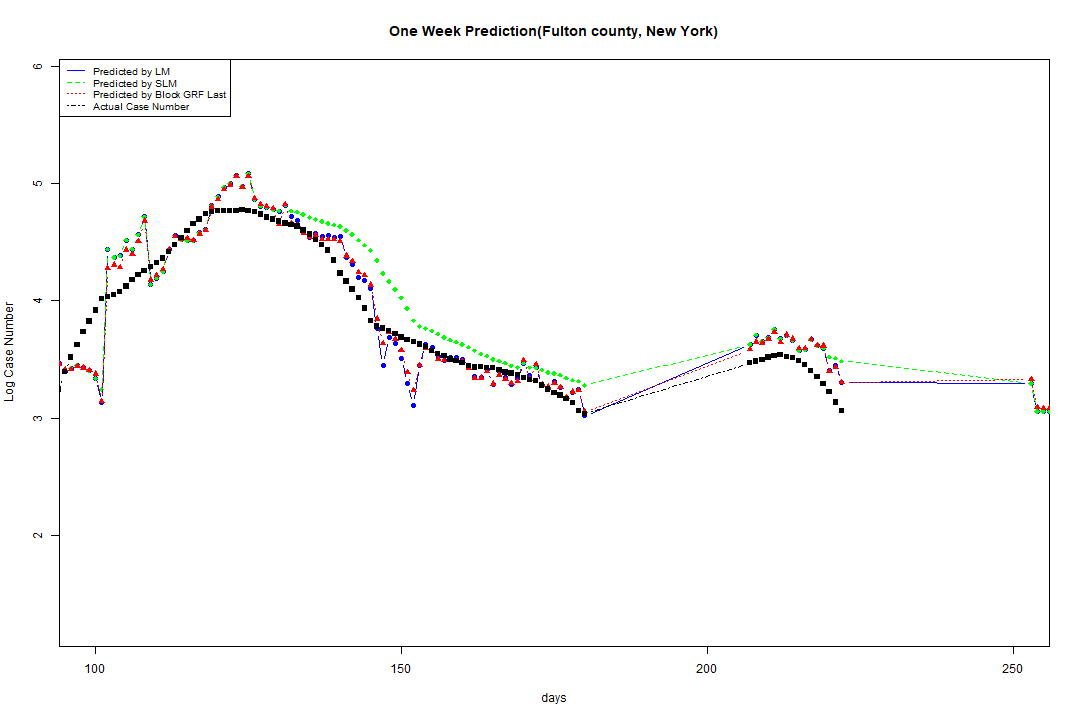 One Week Prediction(Fulton county, New York)
Predicted by LM
Predicted by SLM
Predicted by Block GRF Last
Actual Case Number
6
5
4
3
2
Log Case Number
100 150 200 250
days